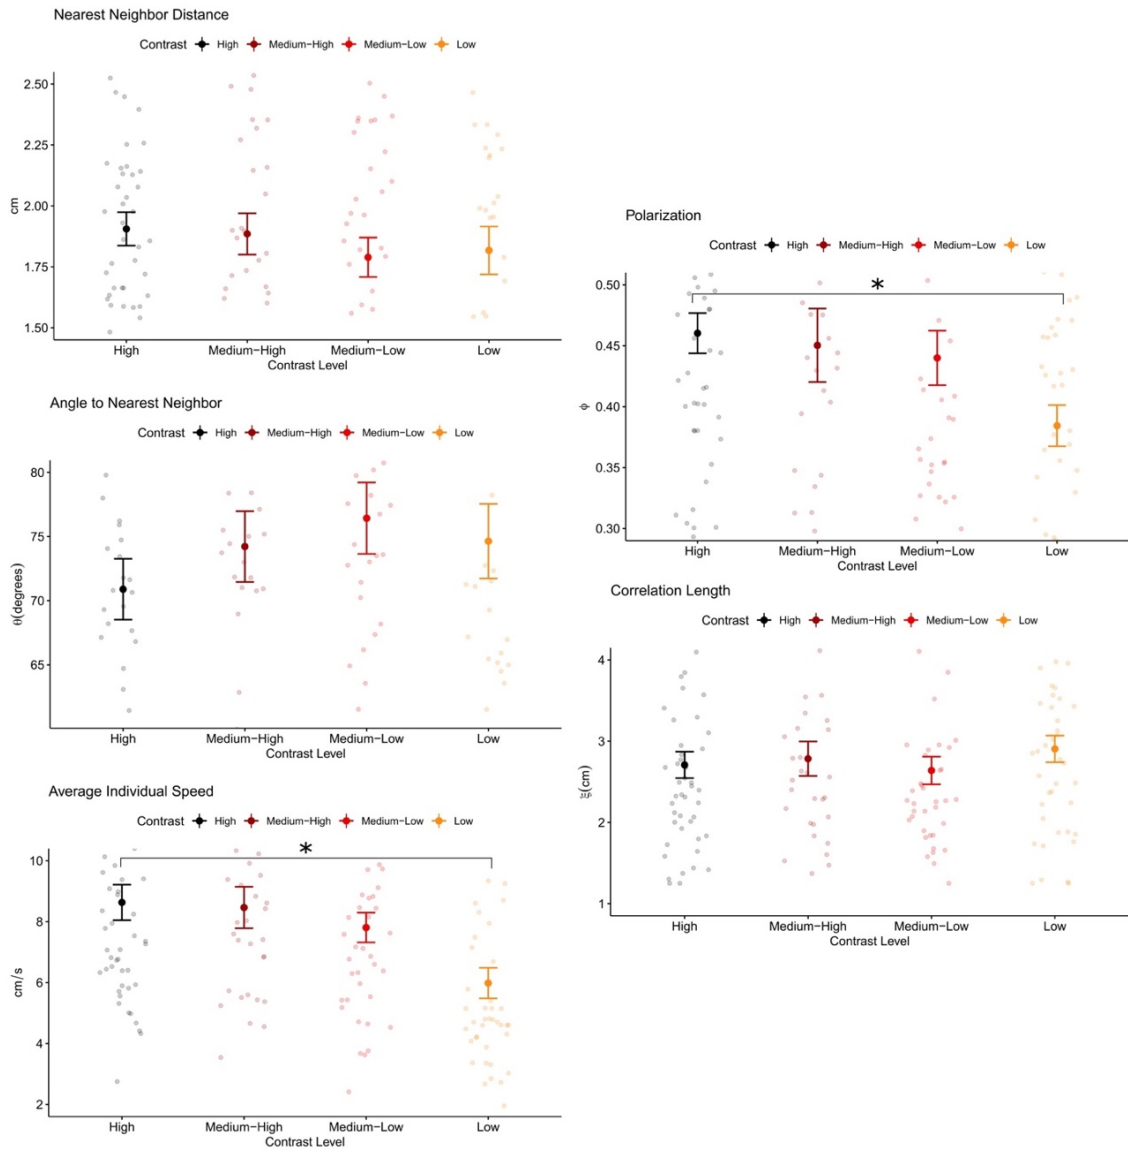 Nearest Neighbor Distance
Contrast High Medium-High Medium-Low Low
2.50
2.25
2.00
1.75
1.50
cm
High Medium-High Medium-Low Low
Contrast Level
Angle to Nearest Neighbor
Contrast High Medium-High Medium-Low Low
80
75
70
65
θ(degrees)
High Medium-High Medium-Low Low
Contrast Level
Average Individual Speed
Contrast High Medium-High Medium-Low Low
*
10
8
6
4
2
cm/s
High Medium-High Medium-Low Low
Contrast Level
Polarization
Contrast High Medium-High Medium-Low Low
*
0.50
0.45
0.40
0.35
0.30
ϕ
High Medium-High Medium-Low Low
Contrast Level
Correlation Length
Contrast High Medium-High Medium-Low Low
4
3
2
1
ξ(cm)
High Medium-High Medium-Low Low
Contrast Level